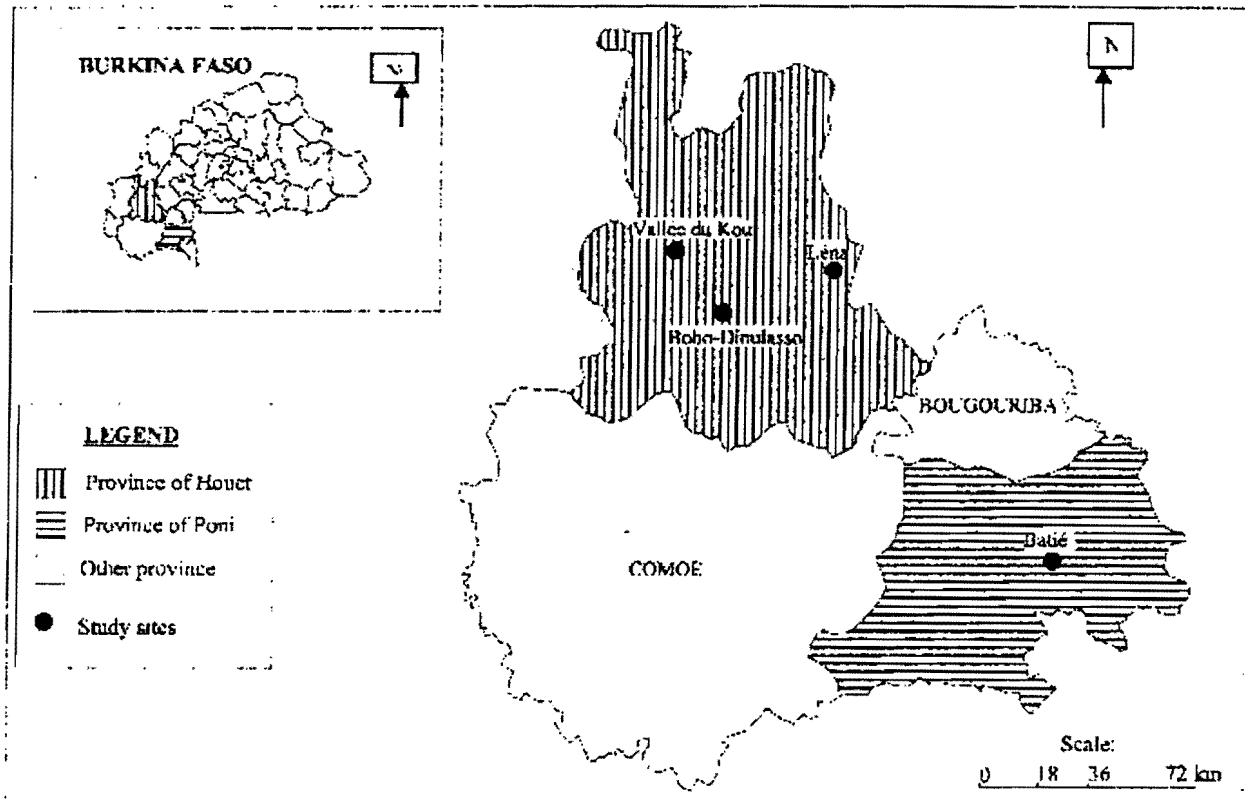 BURKINA FASO
N
N
Vallée du Kou
Léna
Bobo-Dioulasso
BOUGOURIBA
LEGEND
Province of Houet
Province of Poni
Other province
Study sites
COMOE
Batié
Scale:
0 18 36 72 km